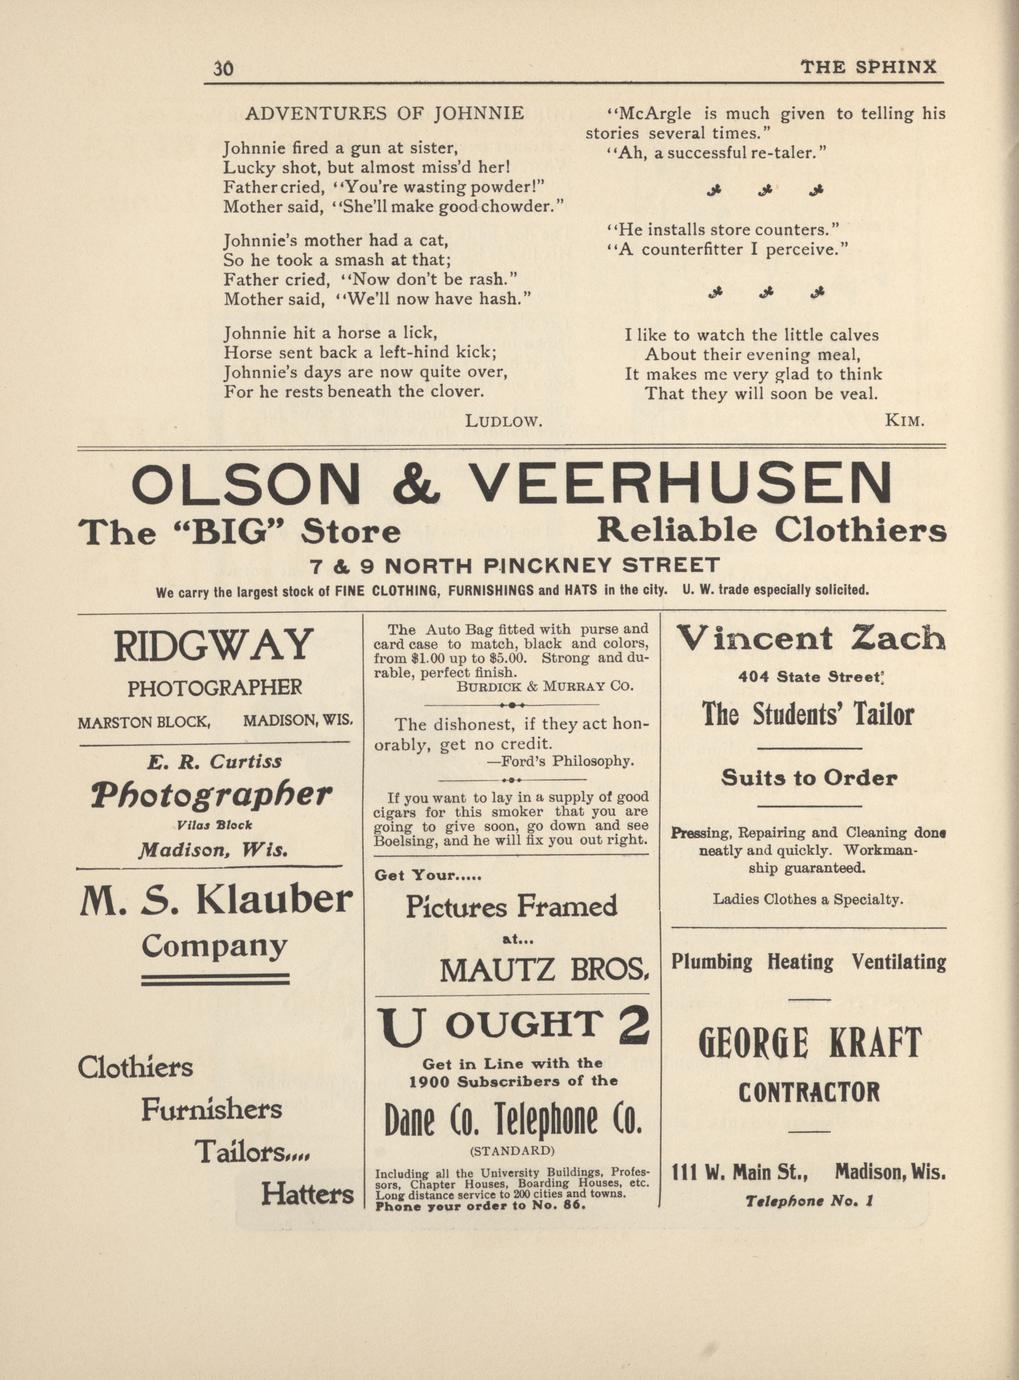 30
THE SPHINX
ADVENTURES OF JOHNNIE
Johnnie fired a gun at sister,
Lucky shot, but almost miss'd her!
Father cried, "You're wasting powder!"
Mother said, "She'll make good chowder."
Johnnie's mother had a cat,
So he took a smash at that;
Father cried, "Now don't be rash."
Mother said, "We'll now have hash."
Johnnie hit a horse a lick,
Horse sent back a left-hind kick;
Johnnie's days are now quite over,
For he rests beneath the clover.
LUDLOW.
"McArgle is much given to telling his
stories several times."
"Ah, a successful re-taler."
"He installs store counters."
"A counterfitter I perceive."
I like to watch the little calves
About their evening meal,
It makes me very glad to think
That they will soon be veal.
KIM.
OLSON & VEERHUSEN
The "BIG" Store
Reliable Clothiers
7 & 9 NORTH PINCKNEY STREET
We carry the largest stock of FINE CLOTHING, FURNISHINGS and HATS in the city. U. W. trade especially solicited.
RIDGWAY
PHOTOGRAPHER
MARSTON BLOCK, MADISON, WIS.
E. R. Curtiss
Photographer
Vilas Block
Madison, Wis.
M. S. Klauber
Company
Clothiers
Furnishers
Tailors....
Hatters
The Auto Bag fitted with purse and
card case to match, black and colors,
from $1.00 up to $5.00. Strong and du-
rable, perfect finish.
BURDICK & MURRAY CO.
The dishonest, if they act hon-
orably, get no credit.
—Ford's Philosophy.
If you want to lay in a supply of good
cigars for this smoker that you are
going to give soon, go down and see
Boelsing, and he will fix you out right.
Get Your.....
Pictures Framed
at...
MAUTZ BROS.
U OUGHT 2
Get in Line with the
1900 Subscribers of the
Dane Co. Telephone Co.
(STANDARD)
Including all the University Buildings, Profes-
sors, Chapter Houses, Boarding Houses, etc.
Long distance service to 200 cities and towns.
Phone your order to No. 86.
Vincent Zach
404 State Street
The Students' Tailor
Suits to Order
Pressing, Repairing and Cleaning done
neatly and quickly. Workman-
ship guaranteed.
Ladies Clothes a Specialty.
Plumbing Heating Ventilating
GEORGE KRAFT
CONTRACTOR
111 W. Main St., Madison, Wis.
Telephone No. 1